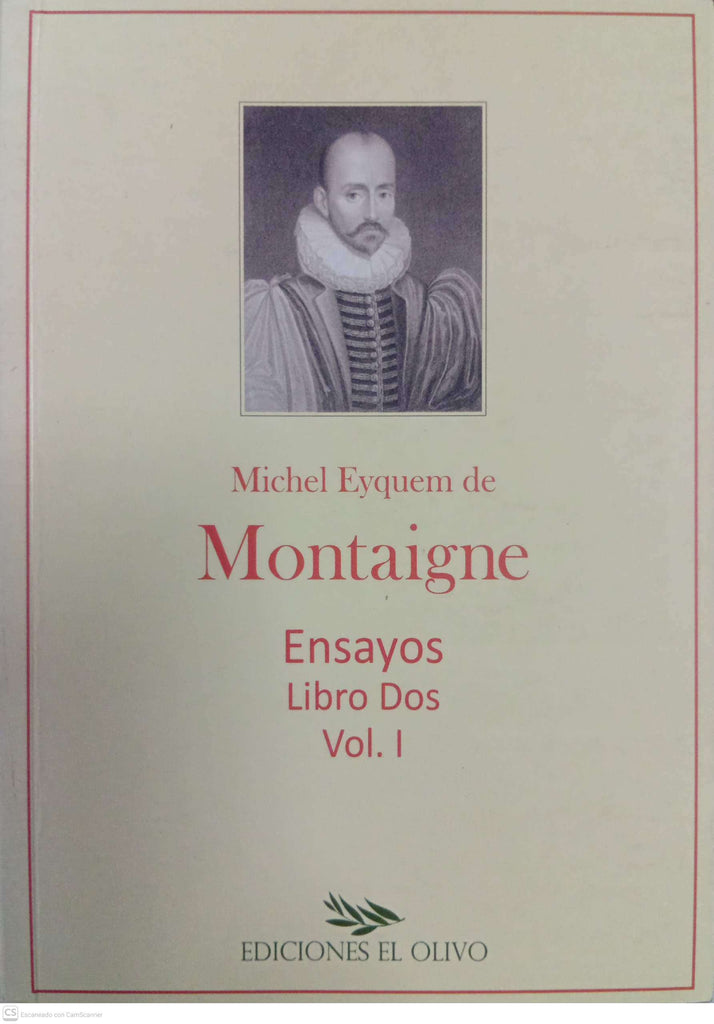 Michel Eyquem de
Montaigne
Ensayos
Libro Dos
Vol. I
EDICIONES EL OLIVO
CS Escaneado con CamScanner